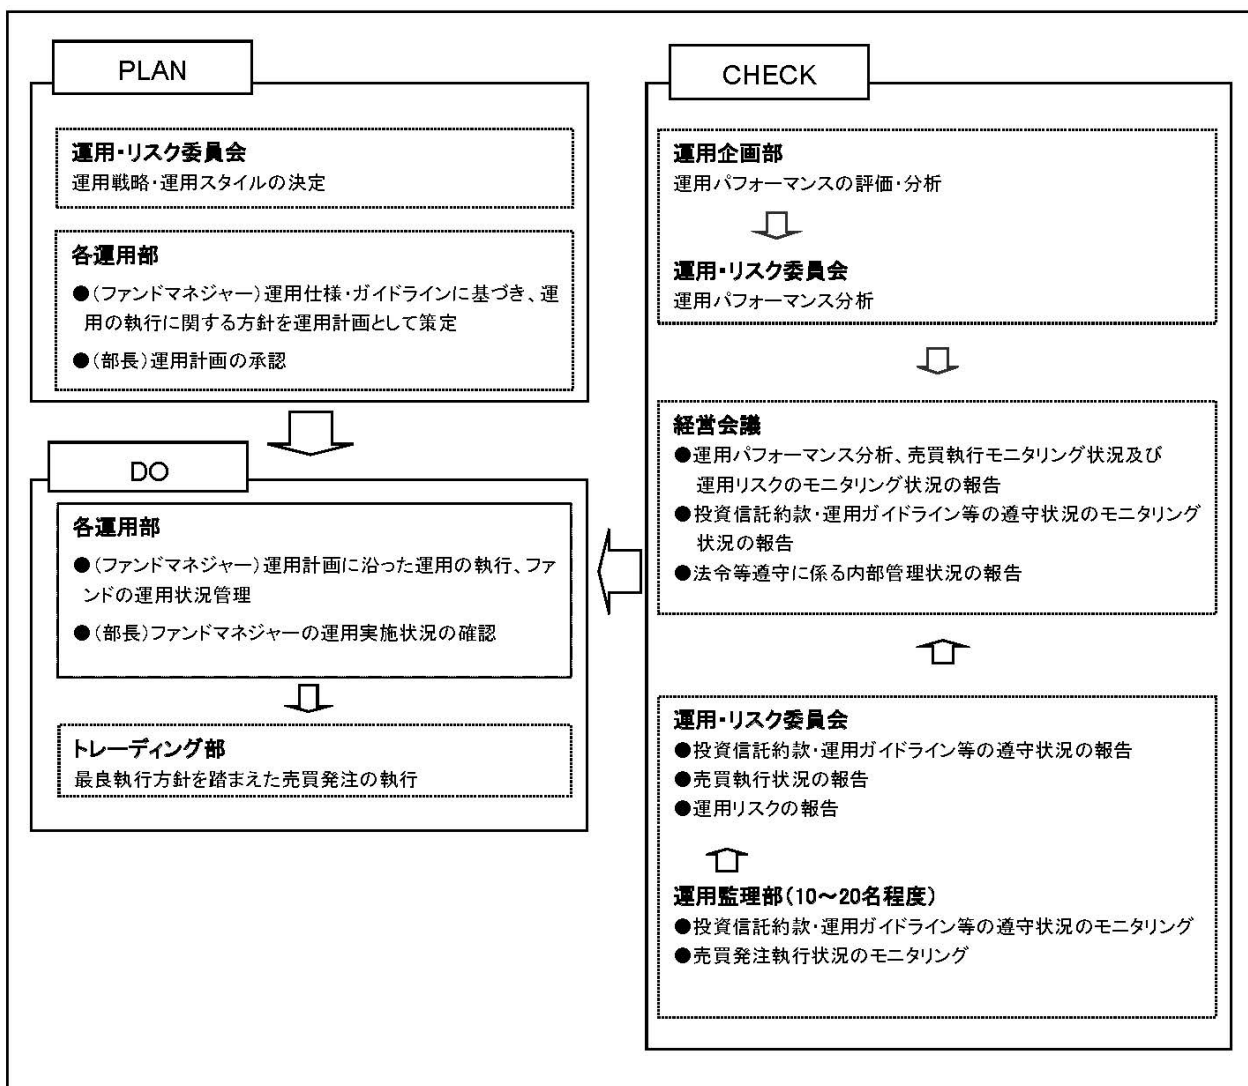 PLAN
運用・リスク委員会
運用戦略・運用スタイルの決定
各運用部
●(ファンドマネジャー)運用仕様・ガイドラインに基づき、運
用の執行に関する方針を運用計画として策定
●(部長)運用計画の承認
DO
各運用部
●(ファンドマネジャー)運用計画に沿った運用の執行、ファ
ンドの運用状況管理
●(部長)ファンドマネジャーの運用実施状況の確認
トレーディング部
最良執行方針を踏まえた売買発注の執行
CHECK
運用企画部
運用パフォーマンスの評価・分析
運用・リスク委員会
運用パフォーマンス分析
経営会議
●運用パフォーマンス分析、売買執行モニタリング状況及び
運用リスクのモニタリング状況の報告
●投資信託約款・運用ガイドライン等の遵守状況のモニタリング
状況の報告
●法令等遵守に係る内部管理状況の報告
運用・リスク委員会
●投資信託約款・運用ガイドライン等の遵守状況の報告
●売買執行状況の報告
●運用リスクの報告
運用監理部(10～20名程度)
●投資信託約款・運用ガイドライン等の遵守状況のモニタリング
●売買発注執行状況のモニタリング